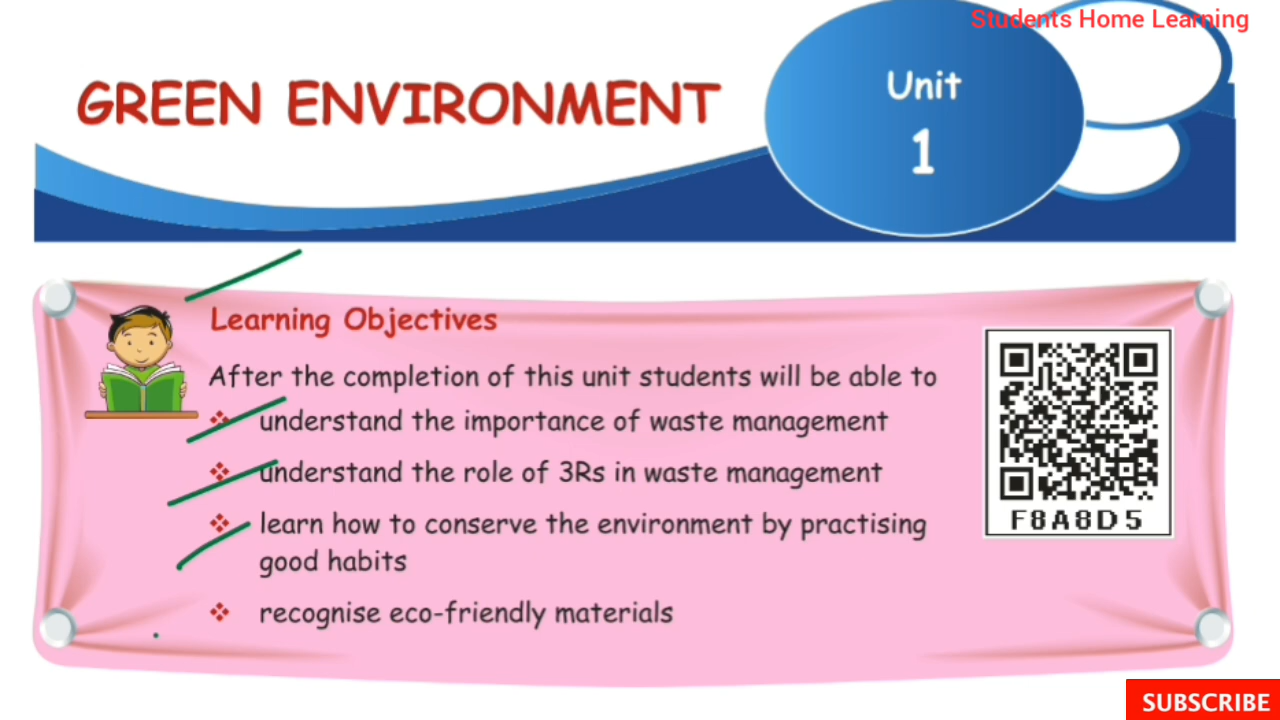 Students Home Learning
GREEN ENVIRONMENT
Unit
1
Learning Objectives
After the completion of this unit students will be able to
❖ understand the importance of waste management
❖ understand the role of 3Rs in waste management
❖ learn how to conserve the environment by practising
good habits
❖ recognise eco-friendly materials
F8A8D5
SUBSCRIBE